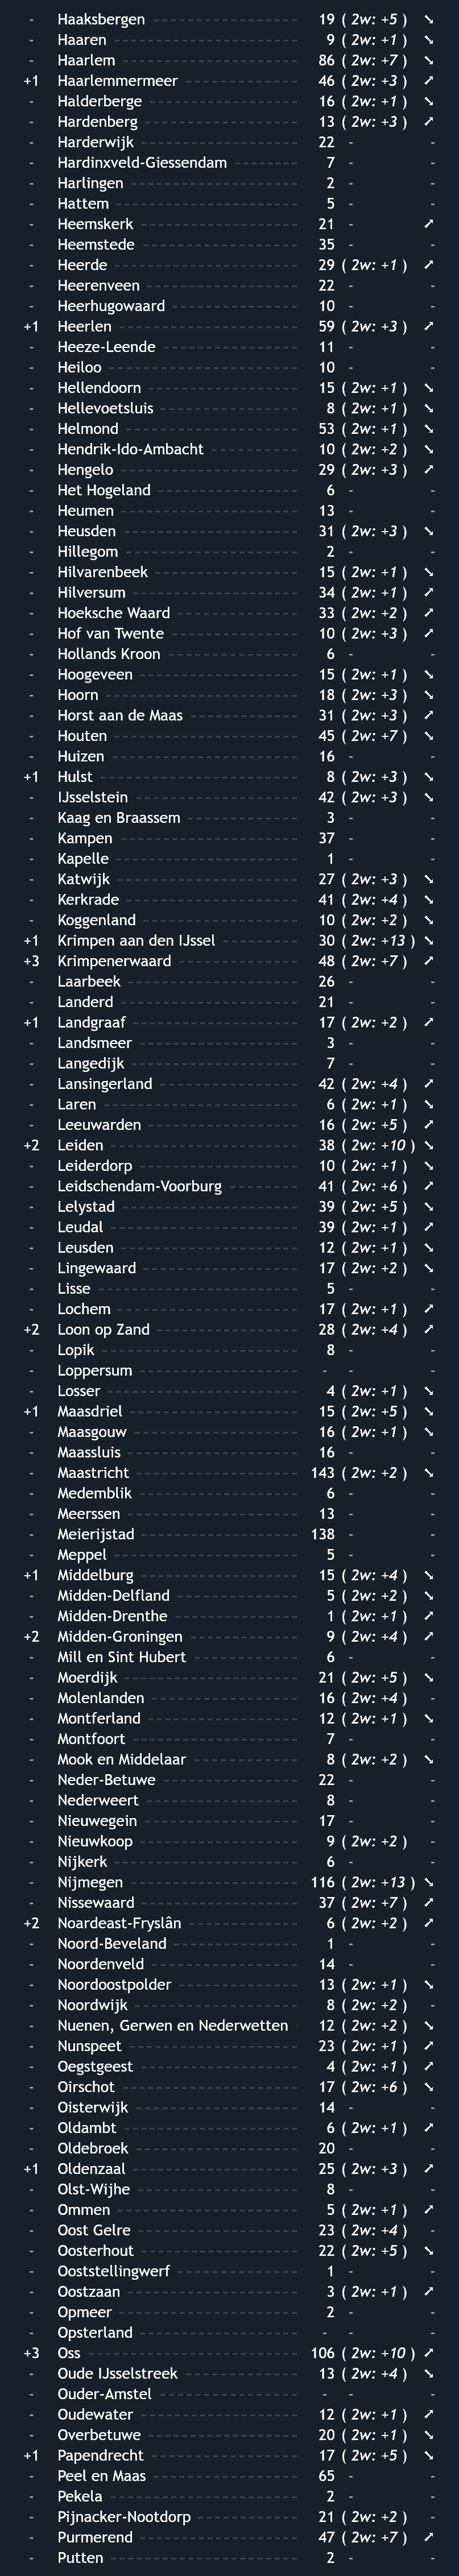 - Haaksbergen 19 ( 2w: +5 ) ➘
- Haaren 9 ( 2w: +1 ) ➘
- Haarlem 86 ( 2w: +7 ) ➘
+1 Haarlemmermeer 46 ( 2w: +3 ) ➚
- Halderberge 16 ( 2w: +1 ) ➘
- Hardenberg 13 ( 2w: +3 ) ➚
- Harderwijk 22 - -
- Hardinxveld-Giessendam 7 - -
- Harlingen 2 - -
- Hattem 5 - -
- Heemskerk 21 - ➚
- Heemstede 35 - -
- Heerde 29 ( 2w: +1 ) ➚
- Heerenveen 22 - -
- Heerhugowaard 10 - -
+1 Heerlen 59 ( 2w: +3 ) ➚
- Heeze-Leende 11 - -
- Heiloo 10 - -
- Hellendoorn 15 ( 2w: +1 ) ➘
- Hellevoetsluis 8 ( 2w: +1 ) ➘
- Helmond 53 ( 2w: +1 ) ➘
- Hendrik-Ido-Ambacht 10 ( 2w: +2 ) ➘
- Hengelo 29 ( 2w: +3 ) ➚
- Het Hogeland 6 - -
- Heumen 13 - -
- Heusden 31 ( 2w: +3 ) ➘
- Hillegom 2 - -
- Hilvarenbeek 15 ( 2w: +1 ) ➘
- Hilversum 34 ( 2w: +1 ) ➚
- Hoeksche Waard 33 ( 2w: +2 ) ➚
- Hof van Twente 10 ( 2w: +3 ) ➚
- Hollands Kroon 6 - -
- Hoogeveen 15 ( 2w: +1 ) ➘
- Hoorn 18 ( 2w: +3 ) ➘
- Horst aan de Maas 31 ( 2w: +3 ) ➚
- Houten 45 ( 2w: +7 ) ➘
- Huizen 16 - -
+1 Hulst 8 ( 2w: +3 ) ➘
- IJsselstein 42 ( 2w: +3 ) ➘
- Kaag en Braassem 3 - -
- Kampen 37 - -
- Kapelle 1 - -
- Katwijk 27 ( 2w: +3 ) ➘
- Kerkrade 41 ( 2w: +4 ) ➘
- Koggenland 10 ( 2w: +2 ) ➘
+1 Krimpen aan den IJssel 30 ( 2w: +13 ) ➘
+3 Krimpenerwaard 48 ( 2w: +7 ) ➚
- Laarbeek 26 - -
- Landerd 21 - -
+1 Landgraaf 17 ( 2w: +2 ) ➚
- Landsmeer 3 - -
- Langedijk 7 - -
- Lansingerland 42 ( 2w: +4 ) ➚
- Laren 6 ( 2w: +1 ) ➘
- Leeuwarden 16 ( 2w: +5 ) ➚
+2 Leiden 38 ( 2w: +10 ) ➘
- Leiderdorp 10 ( 2w: +1 ) ➘
- Leidschendam-Voorburg 41 ( 2w: +6 ) ➚
- Lelystad 39 ( 2w: +5 ) ➘
- Leudal 39 ( 2w: +1 ) ➚
- Leusden 12 ( 2w: +1 ) ➘
- Lingewaard 17 ( 2w: +2 ) ➘
- Lisse 5 - -
- Lochem 17 ( 2w: +1 ) ➚
+2 Loon op Zand 28 ( 2w: +4 ) ➚
- Lopik 8 - -
- Loppersum - - -
- Losser 4 ( 2w: +1 ) ➘
+1 Maasdriel 15 ( 2w: +5 ) ➘
- Maasgouw 16 ( 2w: +1 ) ➘
- Maassluis 16 - -
- Maastricht 143 ( 2w: +2 ) ➘
- Medemblik 6 - -
- Meerssen 13 - -
- Meierijstad 138 - -
- Meppel 5 - -
+1 Middelburg 15 ( 2w: +4 ) ➘
- Midden-Delfland 5 ( 2w: +2 ) ➘
- Midden-Drenthe 1 ( 2w: +1 ) ➚
+2 Midden-Groningen 9 ( 2w: +4 ) ➚
- Mill en Sint Hubert 6 - -
- Moerdijk 21 ( 2w: +5 ) ➘
- Molenlanden 16 ( 2w: +4 ) -
- Montferland 12 ( 2w: +1 ) ➘
- Montfoort 7 - -
- Mook en Middelaar 8 ( 2w: +2 ) ➘
- Neder-Betuwe 22 - -
- Nederweert 8 - -
- Nieuwegein 17 - -
- Nieuwkoop 9 ( 2w: +2 ) -
- Nijkerk 6 - -
- Nijmegen 116 ( 2w: +13 ) ➘
- Nissewaard 37 ( 2w: +7 ) ➚
+2 Noardeast-Fryslân 6 ( 2w: +2 ) ➚
- Noord-Beveland 1 - -
- Noordenveld 14 - -
- Noordoostpolder 13 ( 2w: +1 ) ➘
- Noordwijk 8 ( 2w: +2 ) -
- Nuenen, Gerwen en Nederwetten 12 ( 2w: +2 ) ➘
- Nunspeet 23 ( 2w: +1 ) ➚
- Oegstgeest 4 ( 2w: +1 ) ➚
- Oirschot 17 ( 2w: +6 ) ➘
- Oisterwijk 14 - -
- Oldambt 6 ( 2w: +1 ) ➚
- Oldebroek 20 - -
+1 Oldenzaal 25 ( 2w: +3 ) ➚
- Olst-Wijhe 8 - -
- Ommen 5 ( 2w: +1 ) ➚
- Oost Gelre 23 ( 2w: +4 ) -
- Oosterhout 22 ( 2w: +5 ) ➘
- Ooststellingwerf 1 - -
- Oostzaan 3 ( 2w: +1 ) ➚
- Opmeer 2 - -
- Opsterland - - -
+3 Oss 106 ( 2w: +10 ) ➚
- Oude IJsselstreek 13 ( 2w: +4 ) ➘
- Ouder-Amstel - - -
- Oudewater 12 ( 2w: +1 ) ➚
- Overbetuwe 20 ( 2w: +1 ) ➘
+1 Papendrecht 17 ( 2w: +5 ) ➘
- Peel en Maas 65 - -
- Pekela 2 - -
- Pijnacker-Nootdorp 21 ( 2w: +2 ) -
- Purmerend 47 ( 2w: +7 ) ➚
- Putten 2 - -